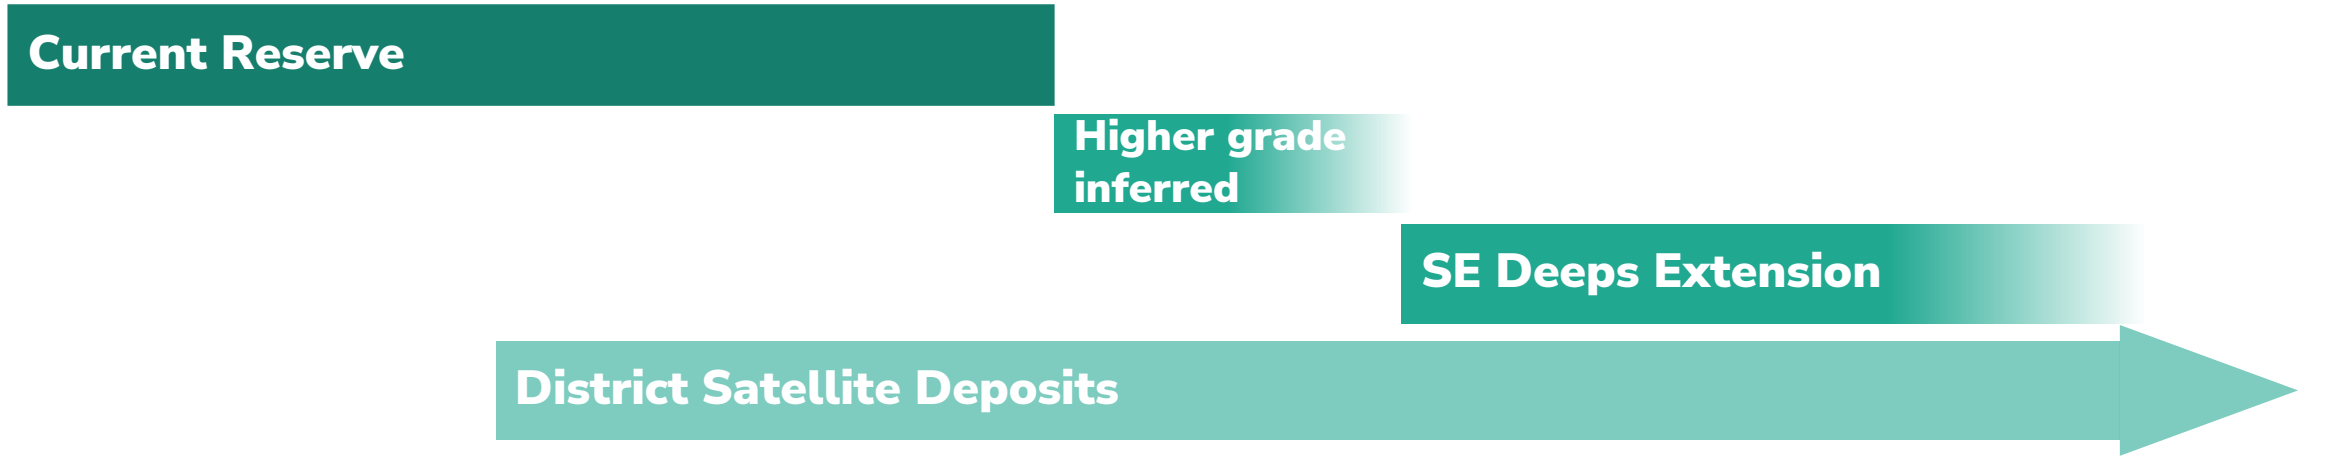 Current Reserve
Higher grade
inferred
SE Deeps Extension
District Satellite Deposits